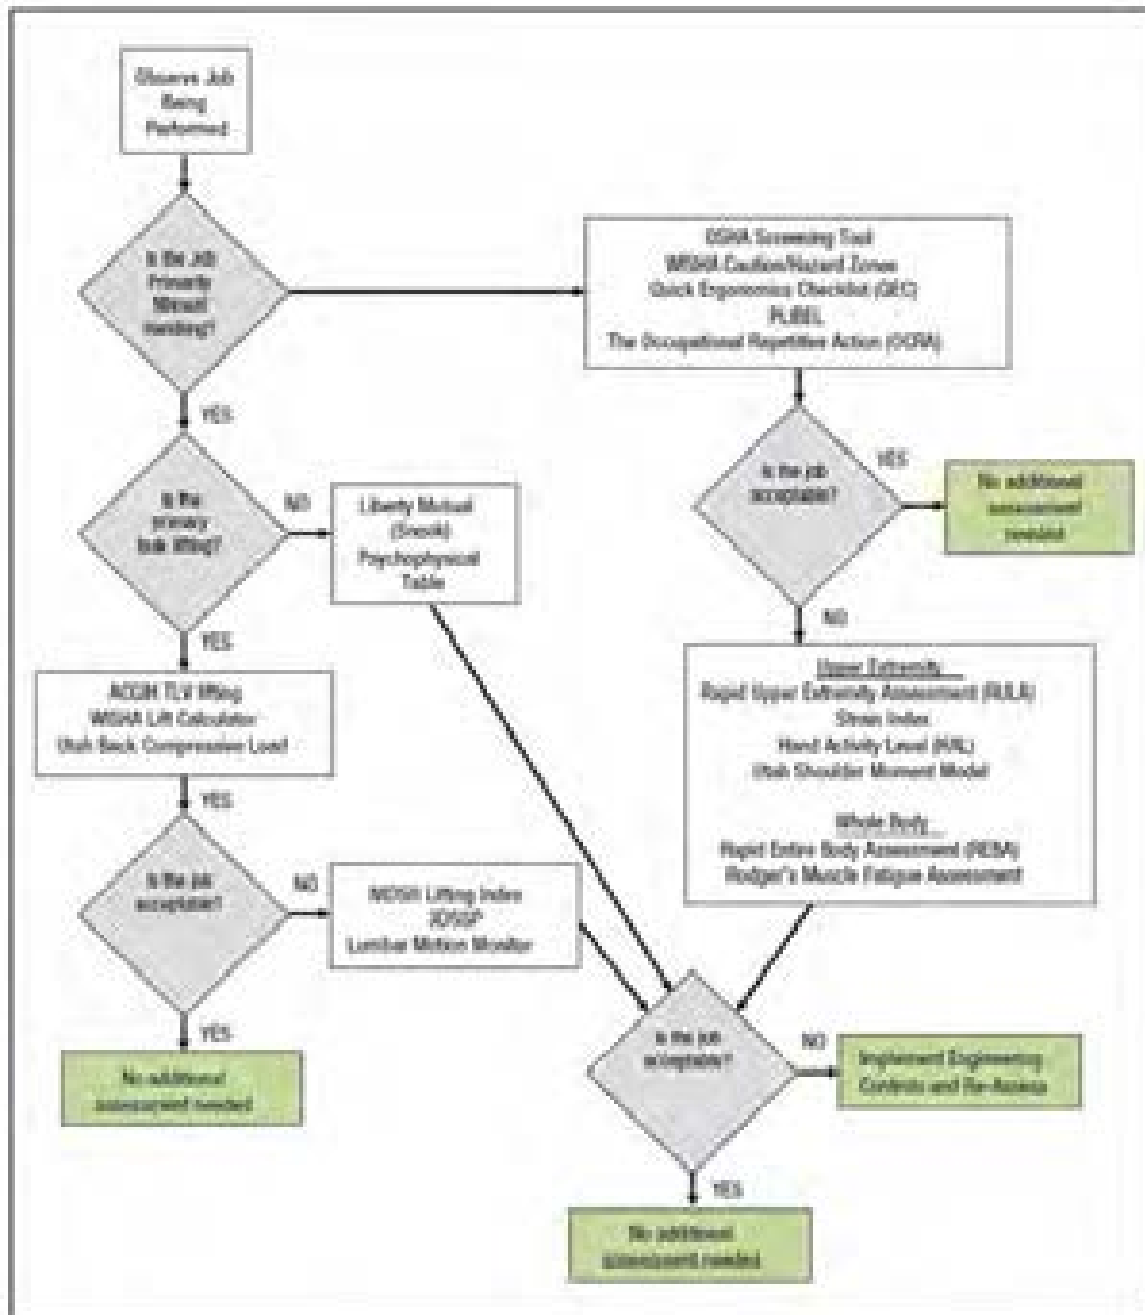 Observe Job
Being
Performed
Is the Job
Primarily
Manual
Handling?
YES
OSHA Screening Tool
WISHA Caution/Hazard Zones
Quick Ergonomics Checklist (QEC)
PLIBEL
The Occupational Repetitive Action (OCRA)
Is the job
acceptable?
YES
No additional
assessment
needed
NO
Is the
primary
task lifting?
NO
Liberty Mutual
(Snook)
Psychophysical
Table
YES
ACGIH TLV lifting
WISHA Lift Calculator
Utah Back Compressive Load
YES
Upper Extremity
Rapid Upper Extremity Assessment (RULA)
Strain Index
Hand Activity Level (HAL)
Utah Shoulder Moment Model
Whole Body
Rapid Entire Body Assessment (REBA)
Rodger's Muscle Fatigue Assessment
Is the job
acceptable?
NO
NIOSH Lifting Index
3DSSP
Lumbar Motion Monitor
YES
No additional
assessment needed
Is the job
acceptable?
NO
Implement Engineering
Controls and Re-Assess
YES
No additional
assessment needed